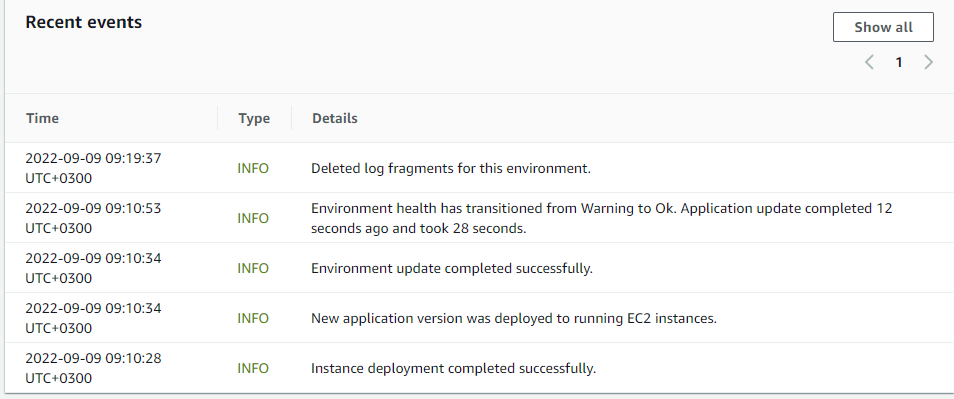 Recent events
Show all
1
Time Type Details
2022-09-09 09:19:37
UTC+0300
INFO
Deleted log fragments for this environment.
2022-09-09 09:10:53
UTC+0300
INFO
Environment health has transitioned from Warning to Ok. Application update completed 12
seconds ago and took 28 seconds.
2022-09-09 09:10:34
UTC+0300
INFO
Environment update completed successfully.
2022-09-09 09:10:34
UTC+0300
INFO
New application version was deployed to running EC2 instances.
2022-09-09 09:10:28
UTC+0300
INFO
Instance deployment completed successfully.